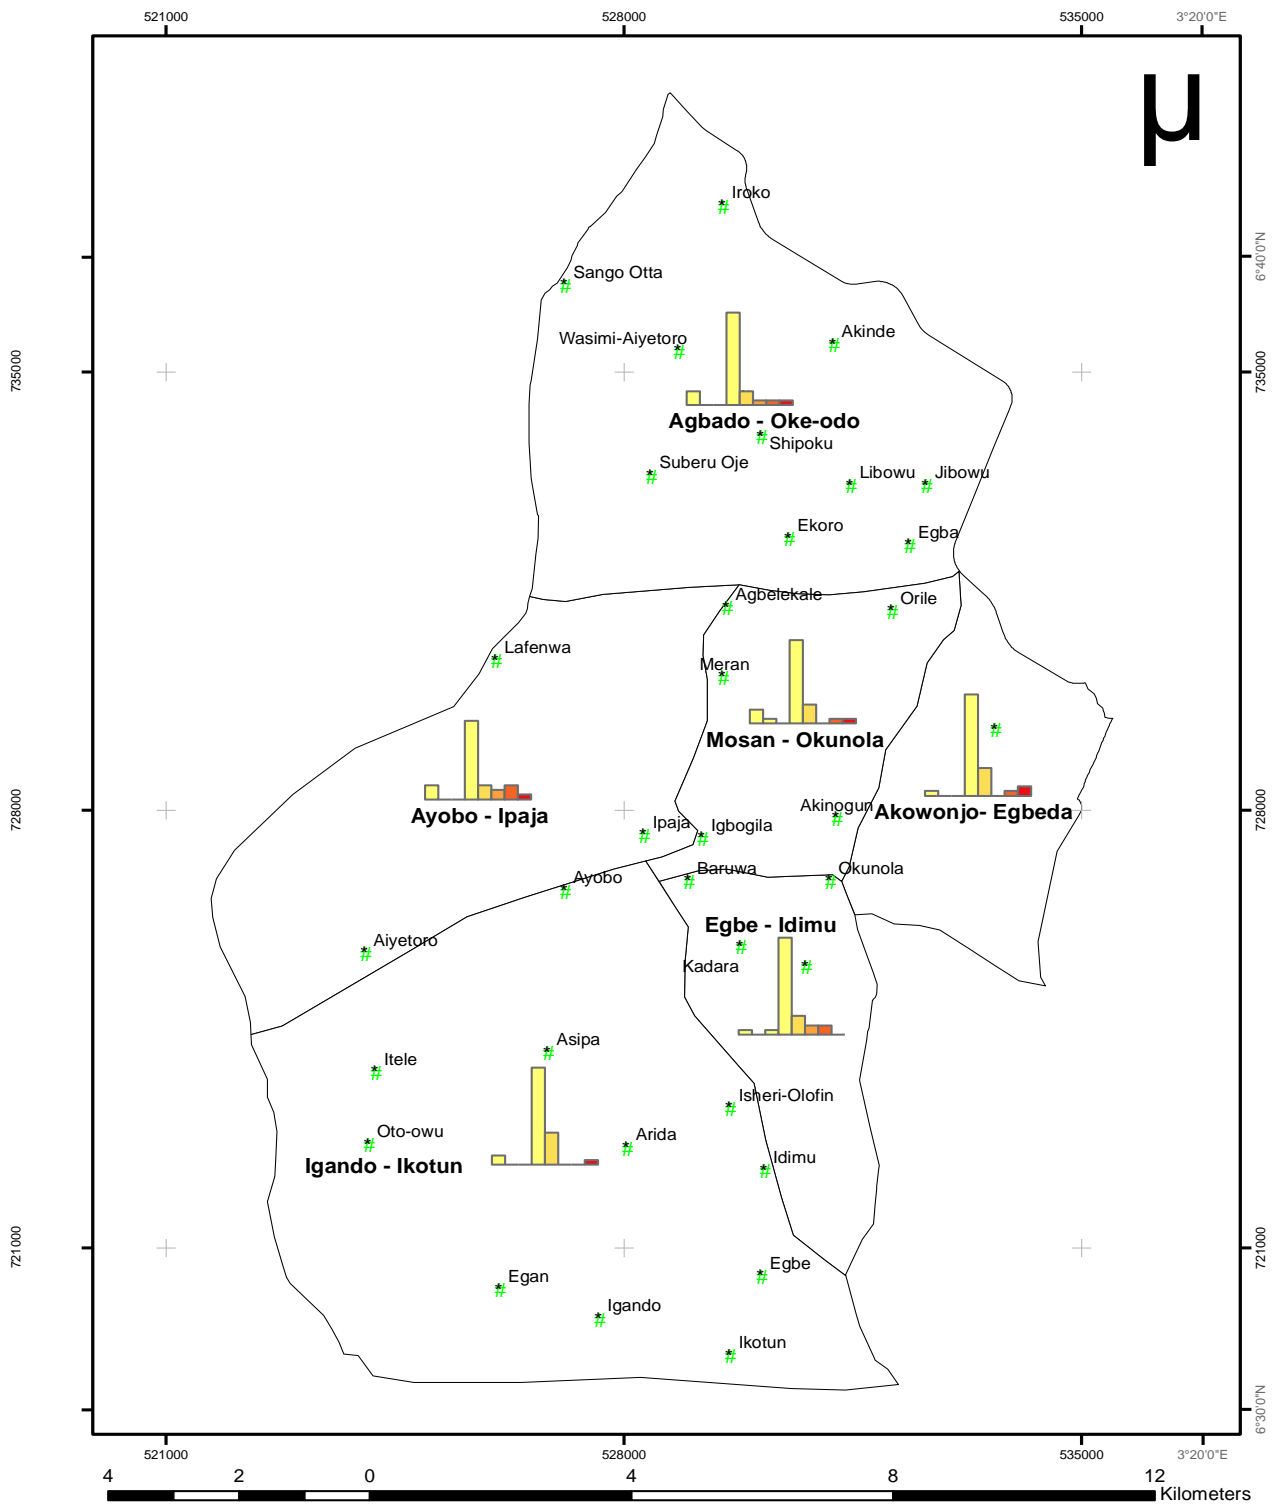 521000
528000
535000
3°20'0"E
µ
Iroko
6°40'0"N
Sango Otta
Akinde
Wasimi-Aiyetoro
735000
735000
Agbado - Oke-odo
Shipoku
Suberu Oje
Libowu
Jibowu
Ekoro
Egba
Agbelekale
Orile
Lafenwa
Meran
Mosan - Okunola
728000
Ayobo - Ipaja
Akinogun
Akowonjo- Egbeda
728000
Ipaja
Igbogila
Baruwa
Okunola
Ayobo
Egbe - Idimu
Aiyetoro
Kadara
Asipa
Itele
Isheri-Olofin
Oto-owu
Arida
Igando - Ikotun
Idimu
721000
721000
Egbe
Egan
Igando
Ikotun
6°30'0"N
521000
528000
535000
3°20'0"E
4
2
0
4
8
12
Kilometers